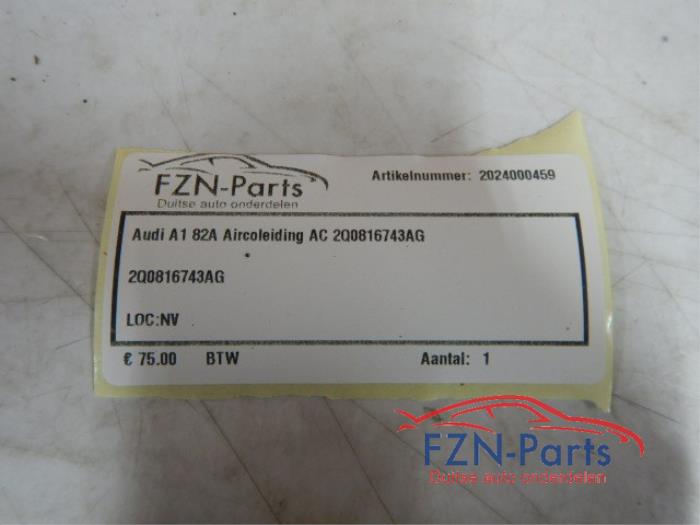 FZN-Parts
Duitse auto onderdelen
Artikelnummer: 2024000459
Audi A1 82A Aircoleiding AC 2Q0816743AG
2Q0816743AG
LOC:NV
€ 75.00 BTW Aantal: 1
FZN-Parts
Duitse auto onderdelen